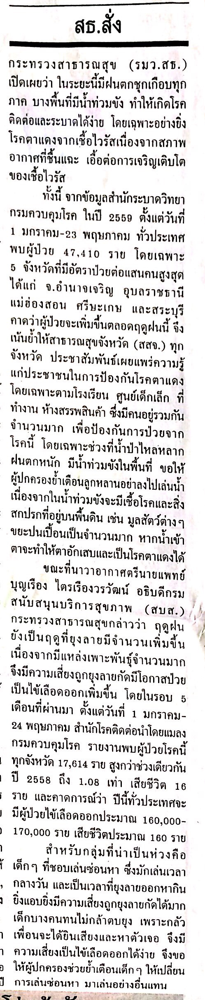 สธ.สั่ง
กระทรวงสาธารณสุข (รมว.สธ.)
เปิดเผยว่า ในระยะนี้มีฝนตกชุกเกือบทุก
ภาค บางพื้นที่มีน้ำท่วมขัง ทำให้เกิดโรค
ติดต่อและระบาดได้ง่าย โดยเฉพาะอย่างยิ่ง
โรคตาแดงจากเชื้อไวรัสเนื่องจากสภาพ
อากาศที่ชื้นแฉะ เอื้อต่อการเจริญเติบโต
ของเชื้อไวรัส
ทั้งนี้ จากข้อมูลสำนักระบาดวิทยา
กรมควบคุมโรค ในปี 2559 ตั้งแต่วันที่
1 มกราคม-23 พฤษภาคม ทั่วประเทศ
พบผู้ป่วย 47,410 ราย โดยเฉพาะ
5 จังหวัดที่มีอัตราป่วยต่อแสนคนสูงสุด
ได้แก่ จ.อำนาจเจริญ อุบลราชธานี
แม่ฮ่องสอน ศรีษะเกษ และสระบุรี
คาดว่าผู้ป่วยจะเพิ่มขึ้นตลอดฤดูฝนนี้ จึง
เน้นย้ำให้สาธารณสุขจังหวัด (สสจ.) ทุก
จังหวัด ประชาสัมพันธ์เผยแพร่ความรู้
แก่ประชาชนในการป้องกันโรคตาแดง
โดยเฉพาะตามโรงเรียน ศูนย์เด็กเล็ก ที่
ทำงาน ห้างสรรพสินค้า ซึ่งมีคนอยู่รวมกัน
จำนวนมาก เพื่อป้องกันการป่วยจาก
โรคนี้ โดยเฉพาะช่วงที่น้ำป่าไหลหลาก
ฝนตกหนัก มีน้ำท่วมขังในพื้นที่ ขอให้
ผู้ปกครองย้ำเตือนลูกหลานอย่าลงไปเล่นน้ำ
เนื่องจากในน้ำท่วมขังจะมีเชื้อโรคและสิ่ง
สกปรกที่อยู่บนพื้นดิน เช่น มูลสัตว์ต่างๆ
ขยะปนเปื้อนเป็นจำนวนมาก หากน้ำเข้า
ตาจะทำให้ตาอักเสบและเป็นโรคตาแดงได้
ขณะที่นาวาอากาศตรีนายแพทย์
บุญเรือง ไตรเรืองวรวัฒน์ อธิบดีกรม
สนับสนุนบริการสุขภาพ (สบส.)
กระทรวงสาธารณสุขกล่าวว่า ฤดูฝน
ยังเป็นฤดูที่ยุงลายมีจำนวนเพิ่มขึ้น
เนื่องจากมีแหล่งเพาะพันธุ์จำนวนมาก
จึงมีความเสี่ยงถูกยุงลายกัดมีโอกาสป่วย
เป็นไข้เลือดออกเพิ่มขึ้น โดยในรอบ 5
เดือนที่ผ่านมา ตั้งแต่วันที่ 1 มกราคม-
24 พฤษภาคม สำนักโรคติดต่อนำโดยแมลง
กรมควบคุมโรค รายงานพบผู้ป่วยโรคนี้
ทุกจังหวัด 17,614 ราย สูงกว่าช่วงเดียวกัน
ปี 2558 ถึง 1.08 เท่า เสียชีวิต 16
ราย และคาดการณ์ว่า ปีนี้ทั่วประเทศจะ
มีผู้ป่วยไข้เลือดออกประมาณ 160,000-
170,000 ราย เสียชีวิตประมาณ 160 ราย
สำหรับกลุ่มที่น่าเป็นห่วงคือ
เด็กๆ ที่ชอบเล่นซ่อนหา ซึ่งมักเล่นเวลา
กลางวัน และเป็นเวลาที่ยุงลายออกหากิน
ยิ่งแอบยิ่งมีความเสี่ยงถูกยุงลายกัดได้มาก
เด็กบางคนทนไม่กล้าตบยุง เพราะกลัว
เพื่อนจะได้ยินเสียงและหาตัวเจอ จึงมี
ความเสี่ยงเป็นไข้เลือดออกได้ง่าย จึงขอ
ให้ผู้ปกครองช่วยย้ำเตือนเด็กๆ ให้เปลี่ยน
การเล่นซ่อนหา มาเล่นอย่างอื่นแทน